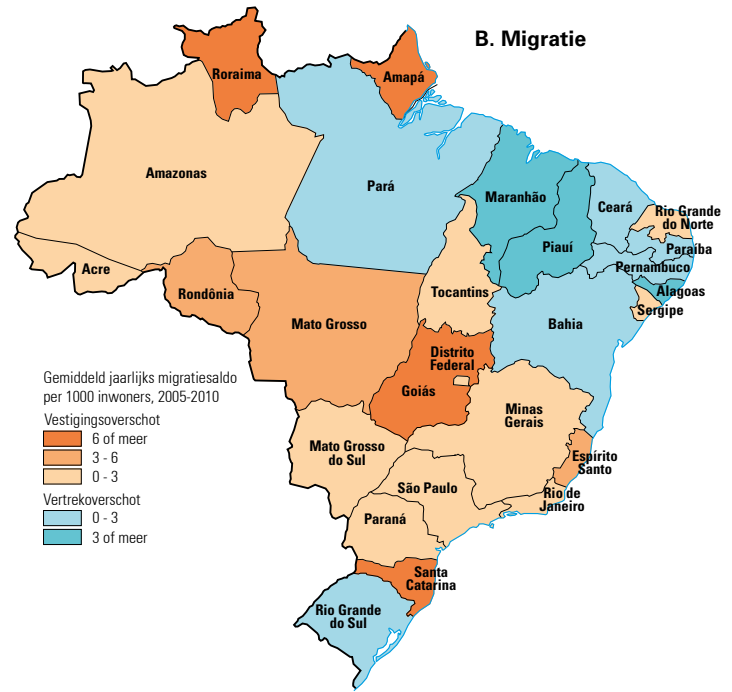 B. Migratie
Roraima
Amapá
Amazonas
Pará
Maranhão
Ceará
Rio Grande
do Norte
Piauí
Paraíba
Pernambuco
Acre
Rondônia
Tocantins
Alagoas
Sergipe
Mato Grosso
Bahia
Distrito
Federal
Goiás
Gemiddeld jaarlijks migratiesaldo
per 1000 inwoners, 2005-2010
Vestigingsoverschot
6 of meer
3 - 6
0 - 3
Vertrekoverschot
0 - 3
3 of meer
Minas
Gerais
Mato Grosso
do Sul
Espírito
Santo
São Paulo
Rio de
Janeiro
Paraná
Santa
Catarina
Rio Grande
do Sul